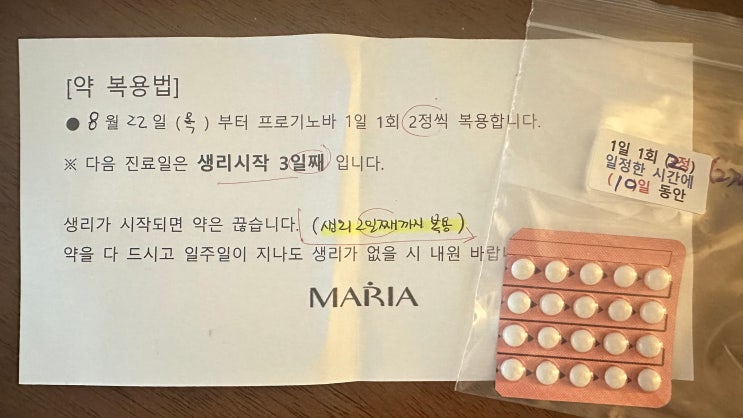 [약 복용법]
● 8월 22일 (목) 부터 프로기노바 1일 1회 2정씩 복용합니다.
※ 다음 진료일은 생리시작 3일째 입니다.
생리가 시작되면 약은 끊습니다. (생리 2일째까지 복용)
약을 다 드시고 일주일이 지나도 생리가 없을 시 내원 바랍니
MARIA
1일 1회 (2정)
일정한 시간에
(10일 동안